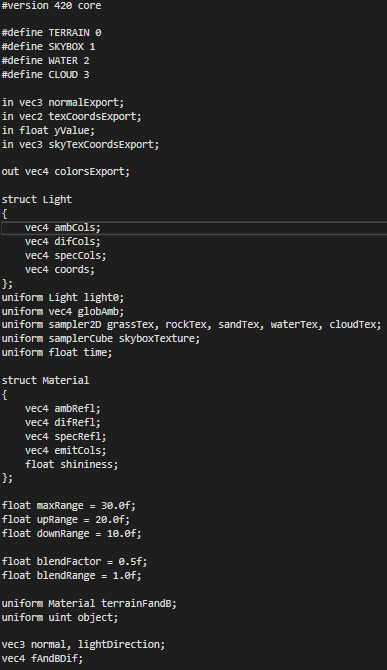 #version 420 core
#define TERRAIN 0
#define SKYBOX 1
#define WATER 2
#define CLOUD 3
in vec3 normalExport;
in vec2 texCoordsExport;
in float yValue;
in vec3 skyTexCoordsExport;
out vec4 colorsExport;
struct Light
{
    vec4 ambCols;
    vec4 difCols;
    vec4 specCols;
    vec4 coords;
};
uniform Light light0;
uniform vec4 globAmb;
uniform sampler2D grassTex, rockTex, sandTex, waterTex, cloudTex;
uniform samplerCube skyboxTexture;
uniform float time;
struct Material
{
    vec4 ambRefl;
    vec4 difRefl;
    vec4 specRefl;
    vec4 emitCols;
    float shininess;
};
float maxRange = 30.0f;
float upRange = 20.0f;
float downRange = 10.0f;
float blendFactor = 0.5f;
float blendRange = 1.0f;
uniform Material terrainFandB;
uniform uint object;
vec3 normal, lightDirection;
vec4 fAndBDif;